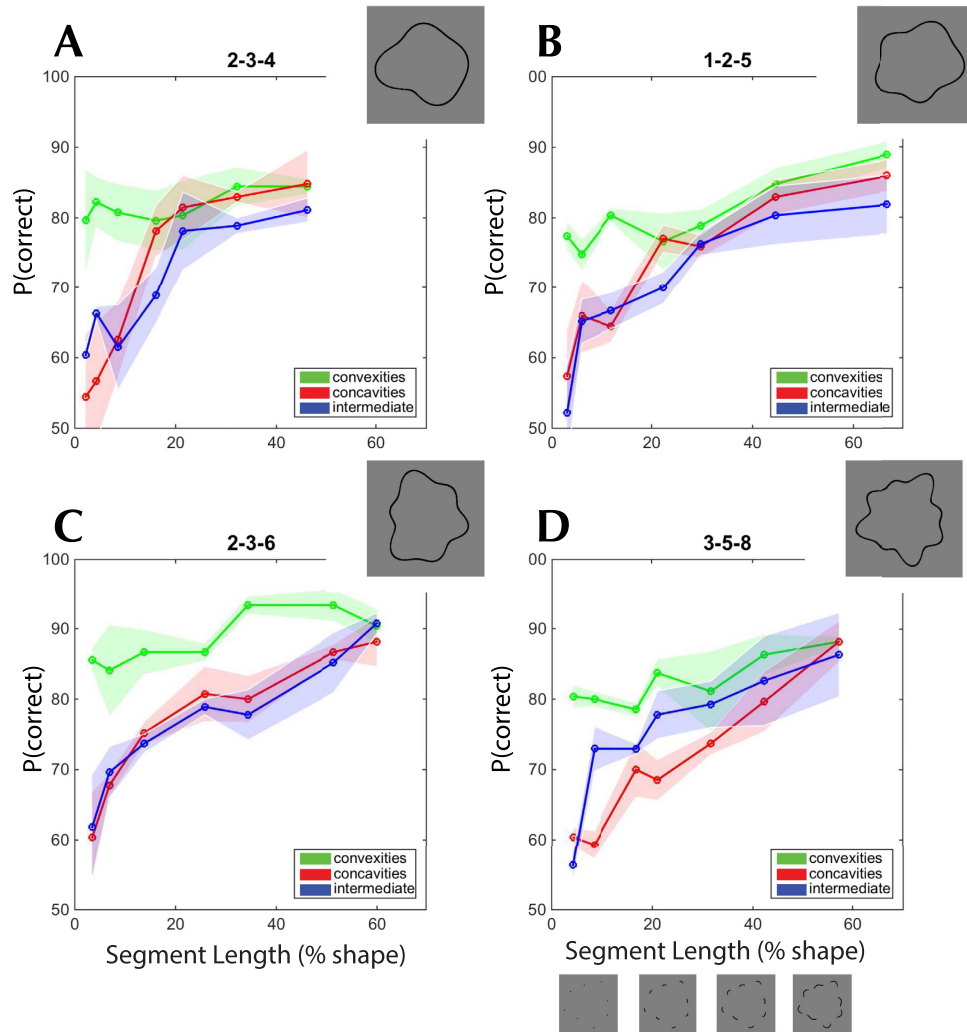 A
2-3-4
100
90
80
70
60
50
0
20
40
60
P(correct)
convexities
concavities
intermediate
B
1-2-5
00
90
80
70
60
50
0
20
40
60
P(correct)
convexities
concavities
intermediate
C
2-3-6
100
90
80
70
60
50
0
20
40
60
P(correct)
convexities
concavities
intermediate
Segment Length (% shape)
D
3-5-8
00
90
80
70
60
50
0
20
40
60
P(correct)
convexities
concavities
intermediate
Segment Length (% shape)